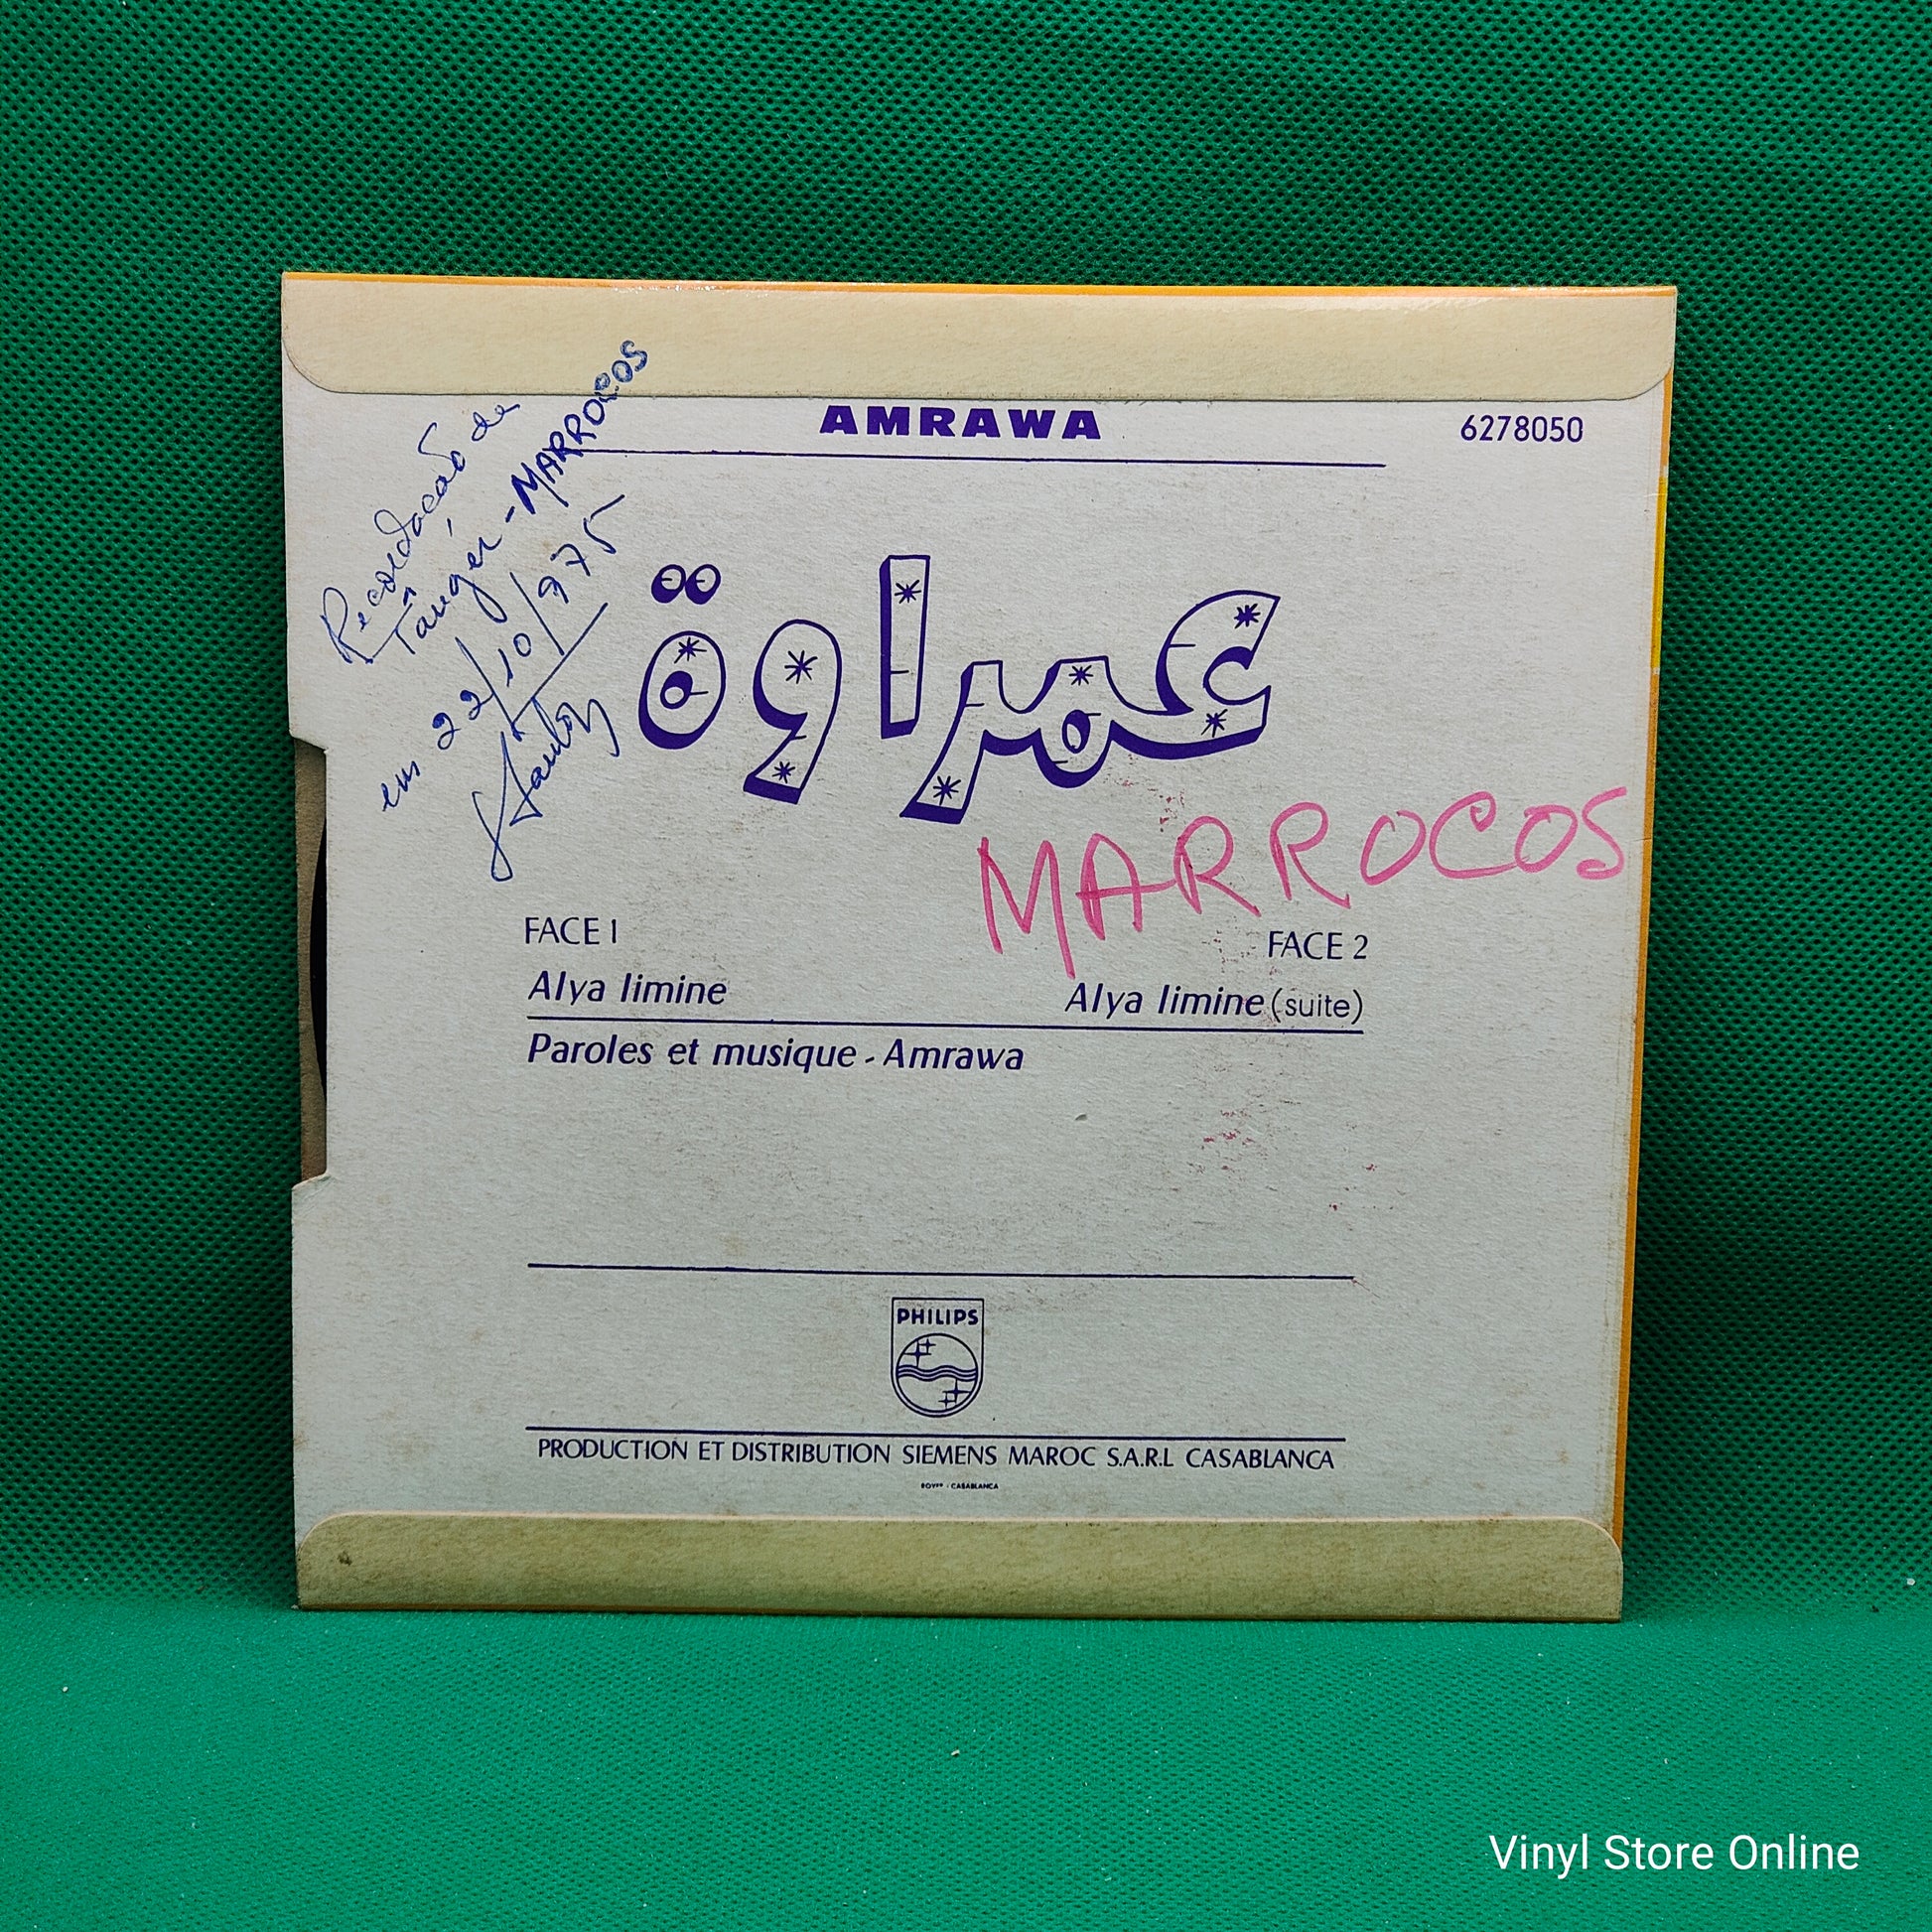 AMRAWA
6278050
Recordação de
Tânger - MARROCOS
em 22/10/975
عمراوة
MARROCOS
FACE 1
FACE 2
Alya limine
Alya limine (suite)
Paroles et musique - Amrawa
PHILIPS
PRODUCTION ET DISTRIBUTION SIEMENS MAROC S.A.R.L CASABLANCA
CASABLANCA
Vinyl Store Online